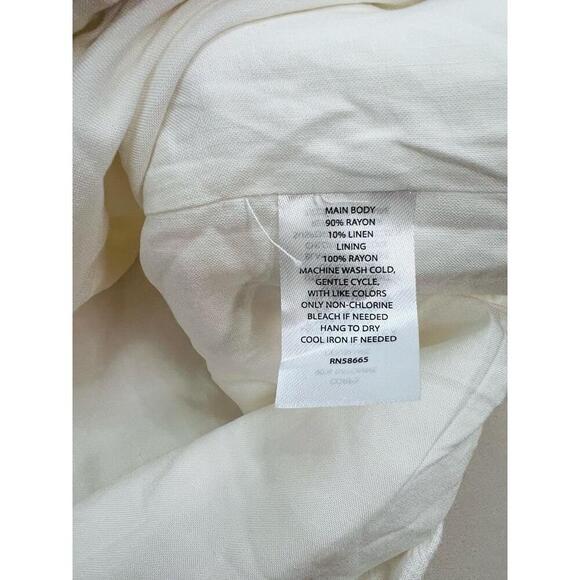 MAIN BODY
90% RAYON
10% LINEN
LINING
100% RAYON
MACHINE WASH COLD,
GENTLE CYCLE,
WITH LIKE COLORS
ONLY NON-CHLORINE
BLEACH IF NEEDED
HANG TO DRY
COOL IRON IF NEEDED
RN58665